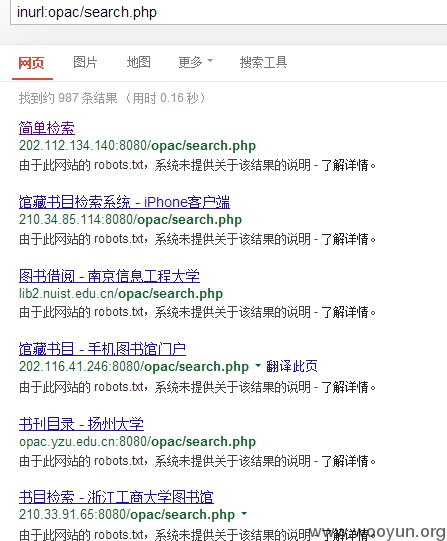 inurl:opac/search.php
网页 图片 地图 更多 搜索工具
找到约 987 条结果 （用时 0.16 秒）
简单检索
202.112.134.140:8080/opac/search.php
由于此网站的 robots.txt，系统未提供关于该结果的说明 - 了解详情。
馆藏书目检索系统 - iPhone客户端
210.34.85.114:8080/opac/search.php
由于此网站的 robots.txt，系统未提供关于该结果的说明 - 了解详情。
图书借阅 - 南京信息工程大学
lib2.nuist.edu.cn/opac/search.php
由于此网站的 robots.txt，系统未提供关于该结果的说明 - 了解详情。
馆藏书目 - 手机图书馆门户
202.116.41.246:8080/opac/search.php 翻译此页
由于此网站的 robots.txt，系统未提供关于该结果的说明 - 了解详情。
书刊目录 - 扬州大学
opac.yzu.edu.cn:8080/opac/search.php
由于此网站的 robots.txt，系统未提供关于该结果的说明 - 了解详情。
书目检索 - 浙江工商大学图书馆
210.33.91.65:8080/opac/search.php
由于此网站的 robots.txt，系统未提供关于该结果的说明 - 了解详情。
www.wooyun.org